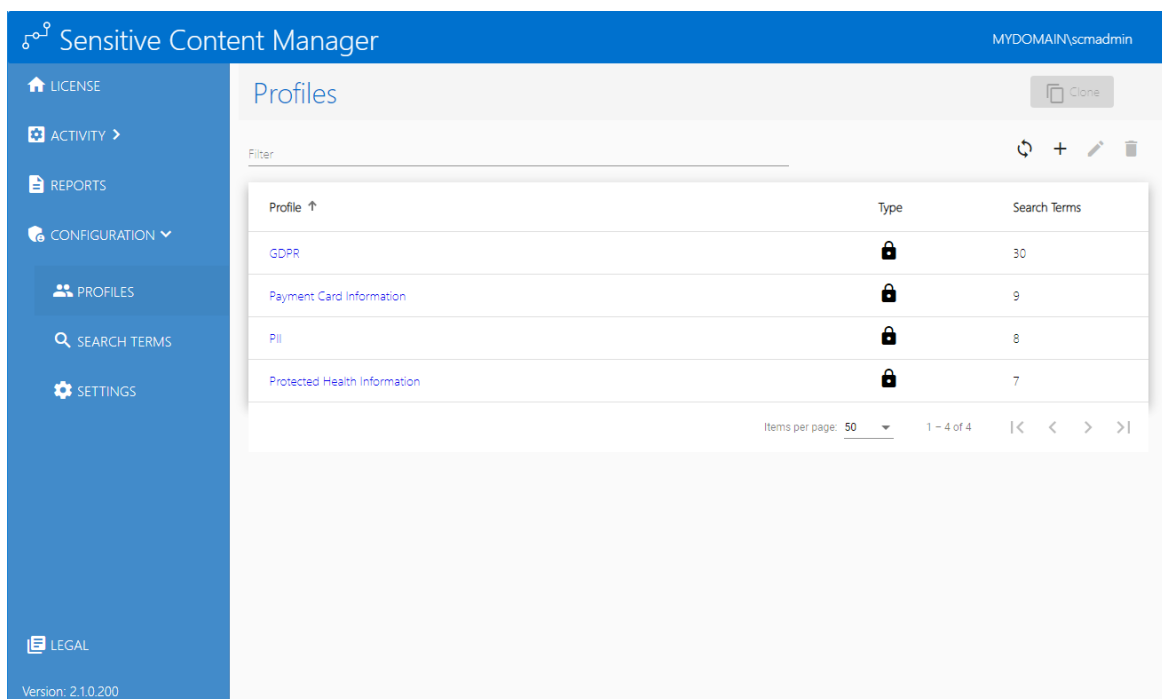 Sensitive Content Manager
MYDOMAIN\scmadmin
LICENSE
ACTIVITY
REPORTS
CONFIGURATION
PROFILES
SEARCH TERMS
SETTINGS
LEGAL
Version: 2.1.0.200
Profiles
Clone
Filter
Profile Type Search Terms
GDPR 30
Payment Card Information 9
PII 8
Protected Health Information 7
Items per page: 50 1 – 4 of 4